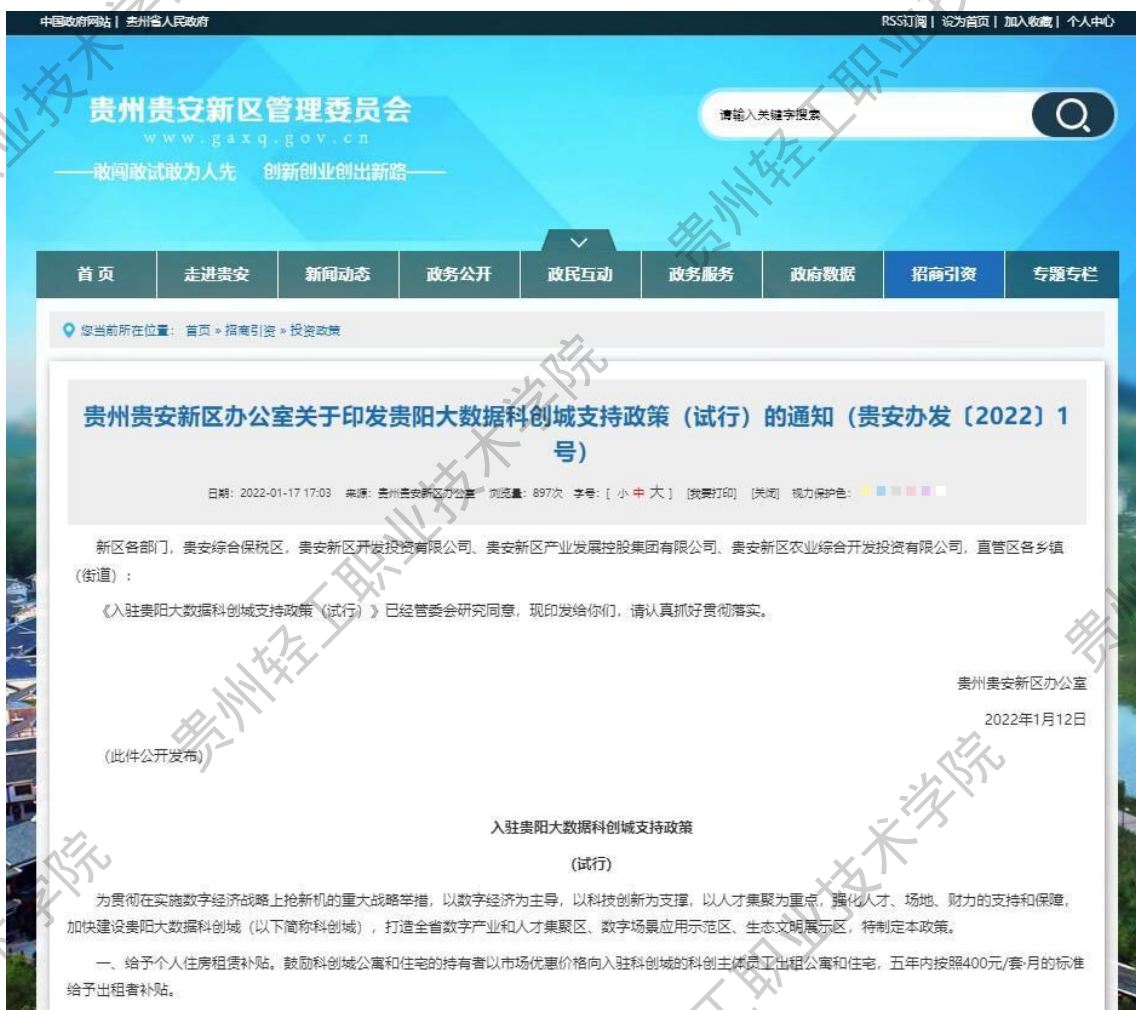 中国政府网站 | 贵州省人民政府
RSS订阅 | 设为首页 | 加入收藏 | 个人中心
贵州贵安新区管理委员会
www.gaxq.gov.cn
——敢闯敢试敢为人先 创新创业创出新路——
请输入关键字搜索
首 页 走进贵安 新闻动态 政务公开 政民互动 政务服务 政府数据 招商引资 专题专栏
您当前所在位置: 首页 » 招商引资 » 投资政策
贵州贵安新区办公室关于印发贵阳大数据科创城支持政策(试行)的通知(贵安办发〔2022〕1
号)
日期: 2022-01-17 17:03 来源: 贵州贵安新区办公室 浏览量: 897次 字号: [ 小 中 大 ] [我要打印] [关闭] 视力保护色:
新区各部门,贵安综合保税区,贵安新区开发投资有限公司、贵安新区产业发展控股集团有限公司、贵安新区农业综合开发投资有限公司,直管区各乡镇
(街道):
《入驻贵阳大数据科创城支持政策(试行)》已经管委会研究同意,现印发给你们,请认真抓好贯彻落实。
贵州贵安新区办公室
2022年1月12日
(此件公开发布)
入驻贵阳大数据科创城支持政策
(试行)
为贯彻在实施数字经济战略上抢新机的重大战略举措,以数字经济为主导,以科技创新为支撑,以人才集聚为重点,强化人才、场地、财力的支持和保障,
加快建设贵阳大数据科创城(以下简称科创城),打造全省数字产业和人才集聚区、数字场景应用示范区、生态文明展示区,特制定本政策。
一、给予个人住房租赁补贴。鼓励科创城公寓和住宅的持有者以市场优惠价格向入驻科创城的科创主体员工出租公寓和住宅,五年内按照400元/套·月的标准
给予出租者补贴。
贵州轻工职业技术学院